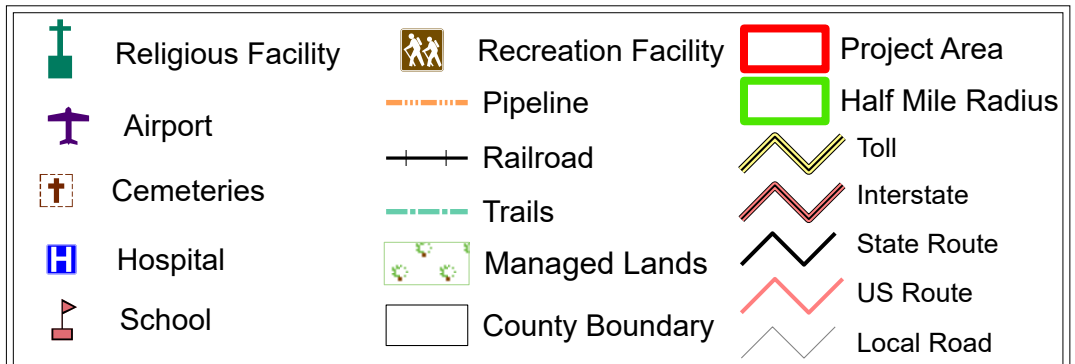 Religious Facility
Airport
Cemeteries
H
Hospital
School
Recreation Facility
Pipeline
Railroad
Trails
Managed Lands
County Boundary
Project Area
Half Mile Radius
Toll
Interstate
State Route
US Route
Local Road